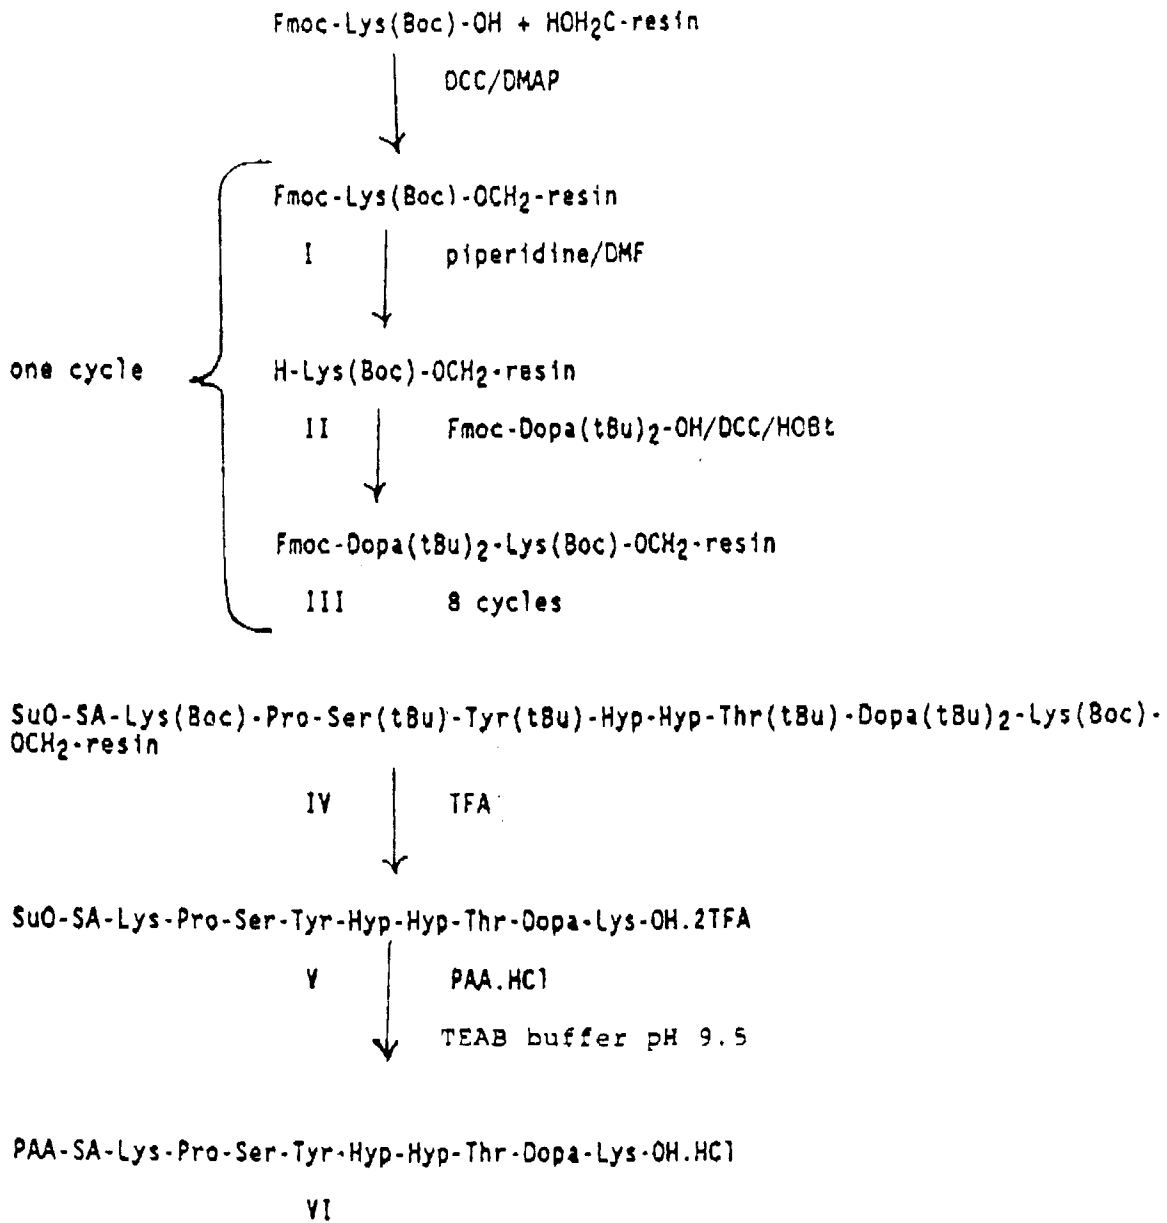 Fmoc-Lys(Boc)-OH + HOH₂C-resin
DCC/DMAP
Fmoc-Lys(Boc)-OCH₂-resin
I piperidine/DMF
one cycle
H-Lys(Boc)-OCH₂-resin
II Fmoc-Dopa(tBu)₂-OH/DCC/HOBt
Fmoc-Dopa(tBu)₂-Lys(Boc)-OCH₂-resin
III 8 cycles
SuO-SA-Lys(Boc)-Pro-Ser(tBu)-Tyr(tBu)-Hyp-Hyp-Thr(tBu)-Dopa(tBu)₂-Lys(Boc)-
OCH₂-resin
IV TFA
SuO-SA-Lys-Pro-Ser-Tyr-Hyp-Hyp-Thr-Dopa-Lys-OH.2TFA
V PAA.HCl
TEAB buffer pH 9.5
PAA-SA-Lys-Pro-Ser-Tyr-Hyp-Hyp-Thr-Dopa-Lys-OH.HCl
VI